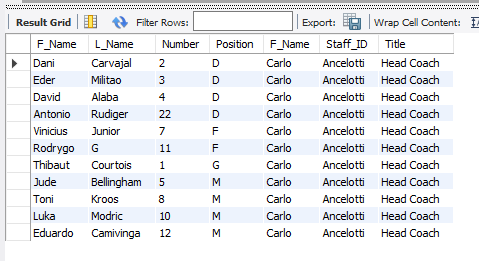 Result Grid Filter Rows: Export: Wrap Cell Content:
F_Name L_Name Number Position F_Name Staff_ID Title
Dani Carvajal 2 D Carlo Ancelotti Head Coach
Eder Militao 3 D Carlo Ancelotti Head Coach
David Alaba 4 D Carlo Ancelotti Head Coach
Antonio Rudiger 22 D Carlo Ancelotti Head Coach
Vinicius Junior 7 F Carlo Ancelotti Head Coach
Rodrygo G 11 F Carlo Ancelotti Head Coach
Thibaut Courtois 1 G Carlo Ancelotti Head Coach
Jude Bellingham 5 M Carlo Ancelotti Head Coach
Toni Kroos 8 M Carlo Ancelotti Head Coach
Luka Modric 10 M Carlo Ancelotti Head Coach
Eduardo Camivinga 12 M Carlo Ancelotti Head Coach